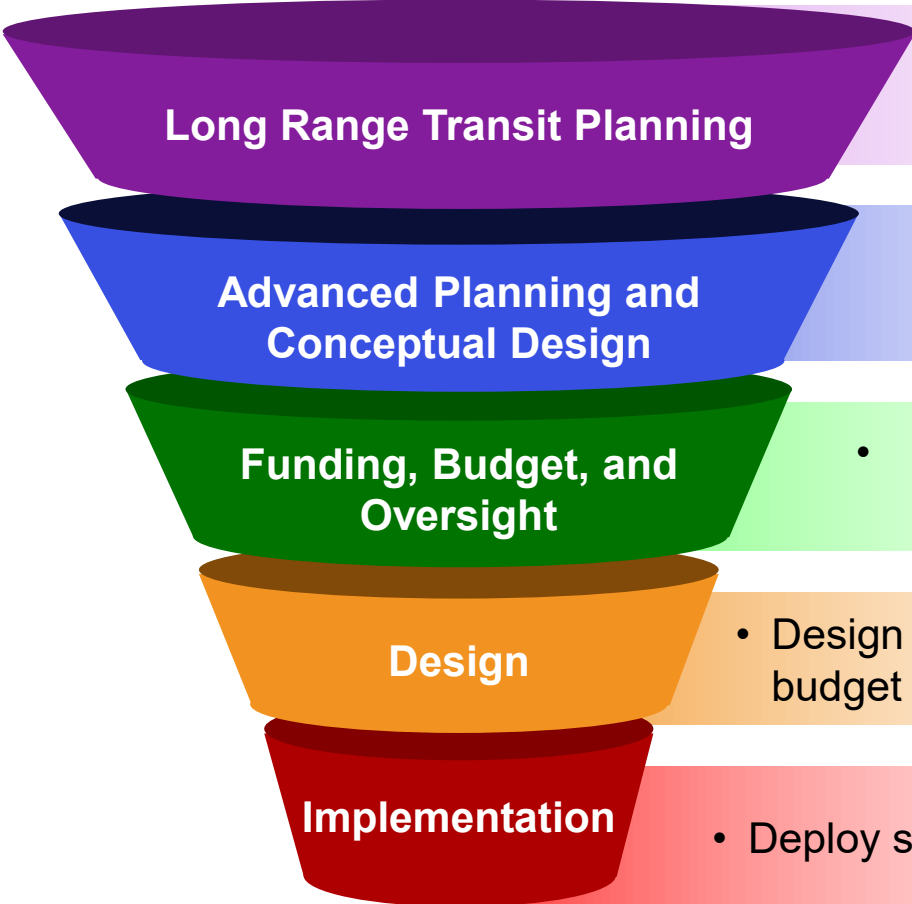 Long Range Transit Planning
Advanced Planning and
Conceptual Design
Funding, Budget, and
Oversight
•
Design
• Design
budget
Implementation
• Deploy s